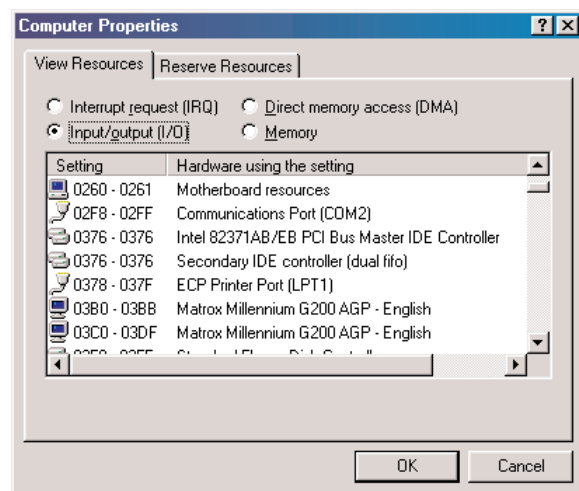 Computer Properties
View Resources Reserve Resources
Interrupt request (IRQ) Direct memory access (DMA)
Input/output (I/O) Memory
Setting Hardware using the setting
0260 - 0261 Motherboard resources
02F8 - 02FF Communications Port (COM2)
0376 - 0376 Intel 82371AB/EB PCI Bus Master IDE Controller
0376 - 0376 Secondary IDE controller (dual fifo)
0378 - 037F ECP Printer Port (LPT1)
03B0 - 03BB Matrox Millennium G200 AGP - English
03C0 - 03DF Matrox Millennium G200 AGP - English
OK Cancel